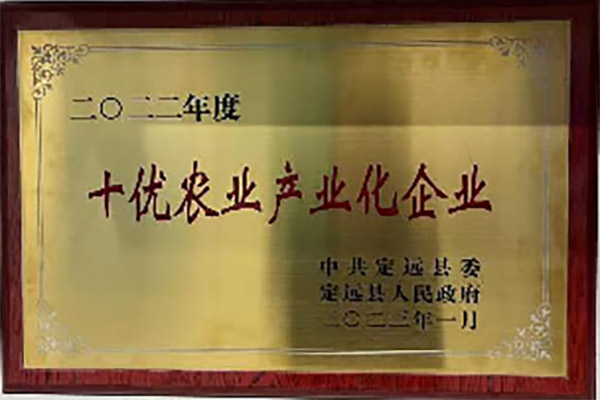 二〇二二年度
十优农业产业化企业
中共定远县委
定远县人民政府
二〇二三年一月